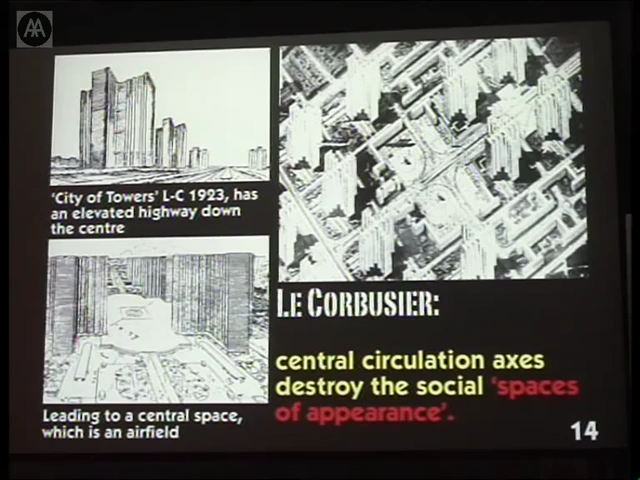 AA
'City of Towers' L-C 1923, has
an elevated highway down
the centre
Leading to a central space,
which is an airfield
LE CORBUSIER:
central circulation axes
destroy the social 'spaces
of appearance'.
14